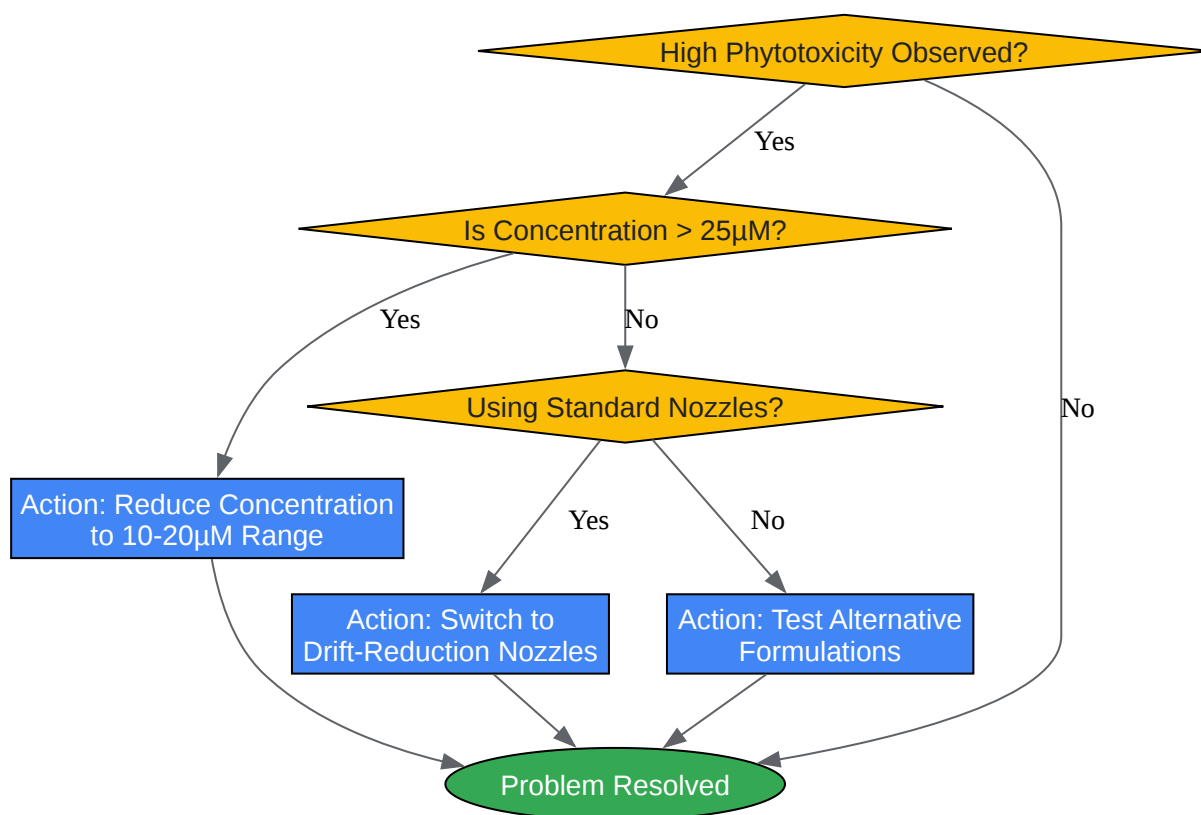 High Phytotoxicity Observed?
Yes
Is Concentration > 25µM?
Yes
No
Using Standard Nozzles?
No
Action: Reduce Concentration
to 10-20µM Range
Yes
No
Action: Switch to
Drift-Reduction Nozzles
Action: Test Alternative
Formulations
Problem Resolved